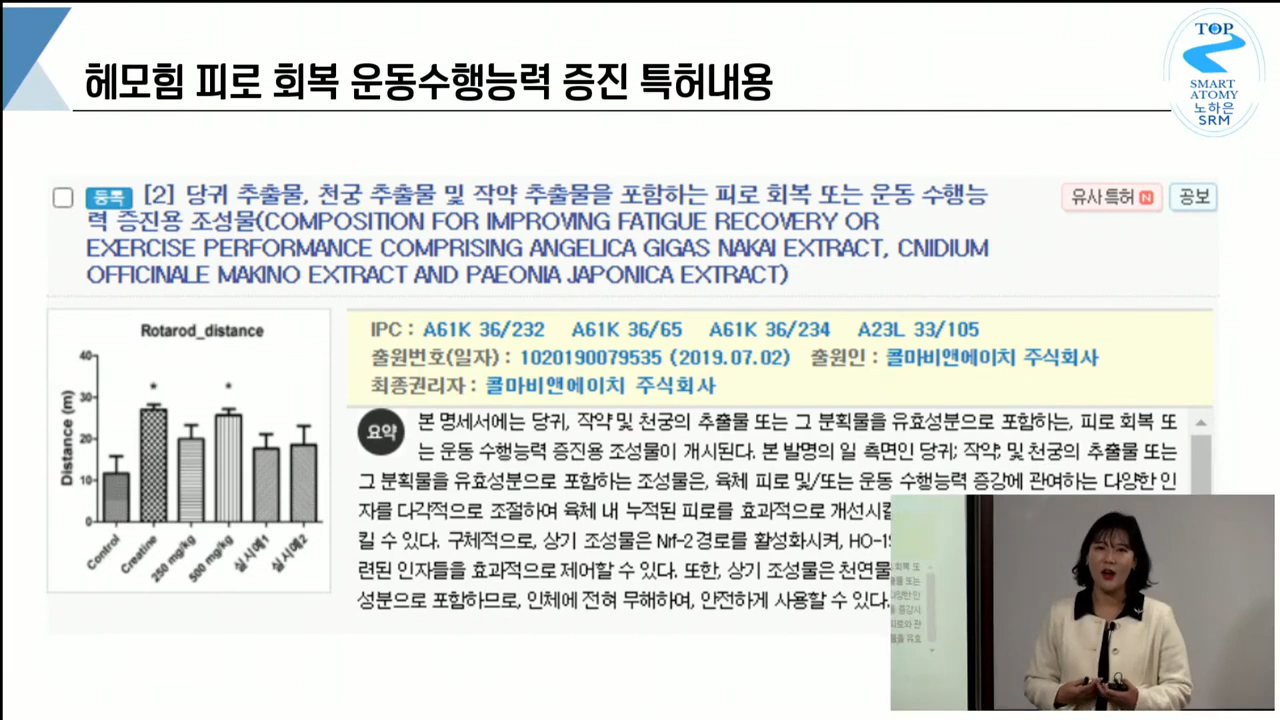 헤모힘 피로 회복 운동수행능력 증진 특허내용
TOP
SMART
ATOMY
노하은
SRM
등록 [2] 당귀 추출물, 천궁 추출물 및 작약 추출물을 포함하는 피로 회복 또는 운동 수행능
력 증진용 조성물(COMPOSITION FOR IMPROVING FATIGUE RECOVERY OR
EXERCISE PERFORMANCE COMPRISING ANGELICA GIGAS NAKAI EXTRACT, CNIDIUM
OFFICINALE MAKINO EXTRACT AND PAEONIA JAPONICA EXTRACT)
유사특허 N 공보
Rotarod_distance
Distance (m)
40
30
20
10
0
* *
Control Creatine 250 mg/kg 500 mg/kg 실시예1 실시예2
IPC : A61K 36/232 A61K 36/65 A61K 36/234 A23L 33/105
출원번호(일자) : 1020190079535 (2019.07.02) 출원인 : 콜마비앤에이치 주식회사
최종권리자 : 콜마비앤에이치 주식회사
요약
본 명세서에는 당귀, 작약 및 천궁의 추출물 또는 그 분획물을 유효성분으로 포함하는, 피로 회복 또
는 운동 수행능력 증진용 조성물이 개시된다. 본 발명의 일 측면인 당귀; 작약; 및 천궁의 추출물 또는
그 분획물을 유효성분으로 포함하는 조성물은, 육체 피로 및/또는 운동 수행능력 증강에 관여하는 다양한 인
자를 다각적으로 조절하여 육체 내 누적된 피로를 효과적으로 개선시킬
킬 수 있다. 구체적으로, 상기 조성물은 Nrf-2 경로를 활성화시켜, HO-1
련된 인자들을 효과적으로 제어할 수 있다. 또한, 상기 조성물은 천연물
성분으로 포함하므로, 인체에 전혀 무해하여, 안전하게 사용할 수 있다.